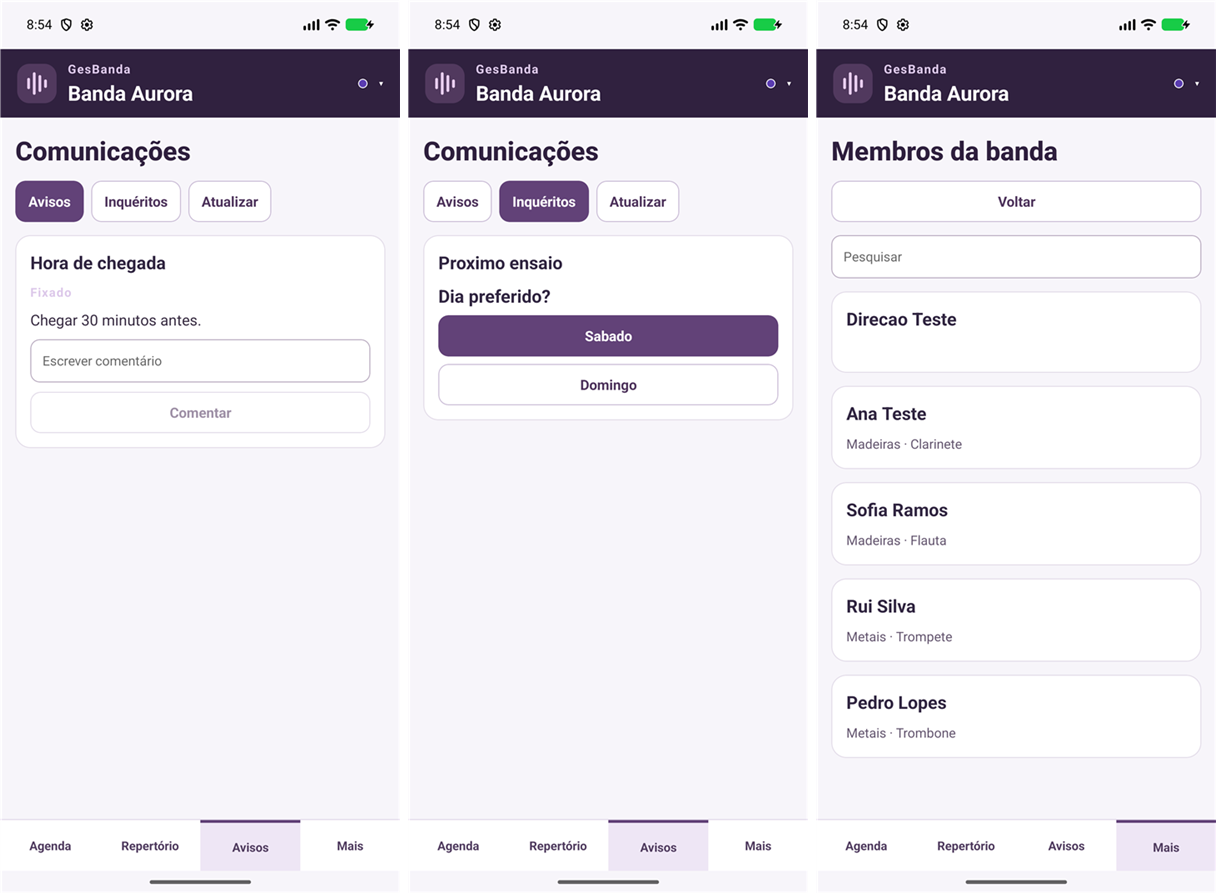 8:54
GesBanda
Banda Aurora
Comunicações
Avisos
Inquéritos
Atualizar
Hora de chegada
Fixado
Chegar 30 minutos antes.
Escrever comentário
Comentar
Agenda
Repertório
Avisos
Mais
8:54
GesBanda
Banda Aurora
Comunicações
Avisos
Inquéritos
Atualizar
Proximo ensaio
Dia preferido?
Sabado
Domingo
Agenda
Repertório
Avisos
Mais
8:54
GesBanda
Banda Aurora
Membros da banda
Voltar
Pesquisar
Direcao Teste
Ana Teste
Madeiras · Clarinete
Sofia Ramos
Madeiras · Flauta
Rui Silva
Metais · Trompete
Pedro Lopes
Metais · Trombone
Agenda
Repertório
Avisos
Mais